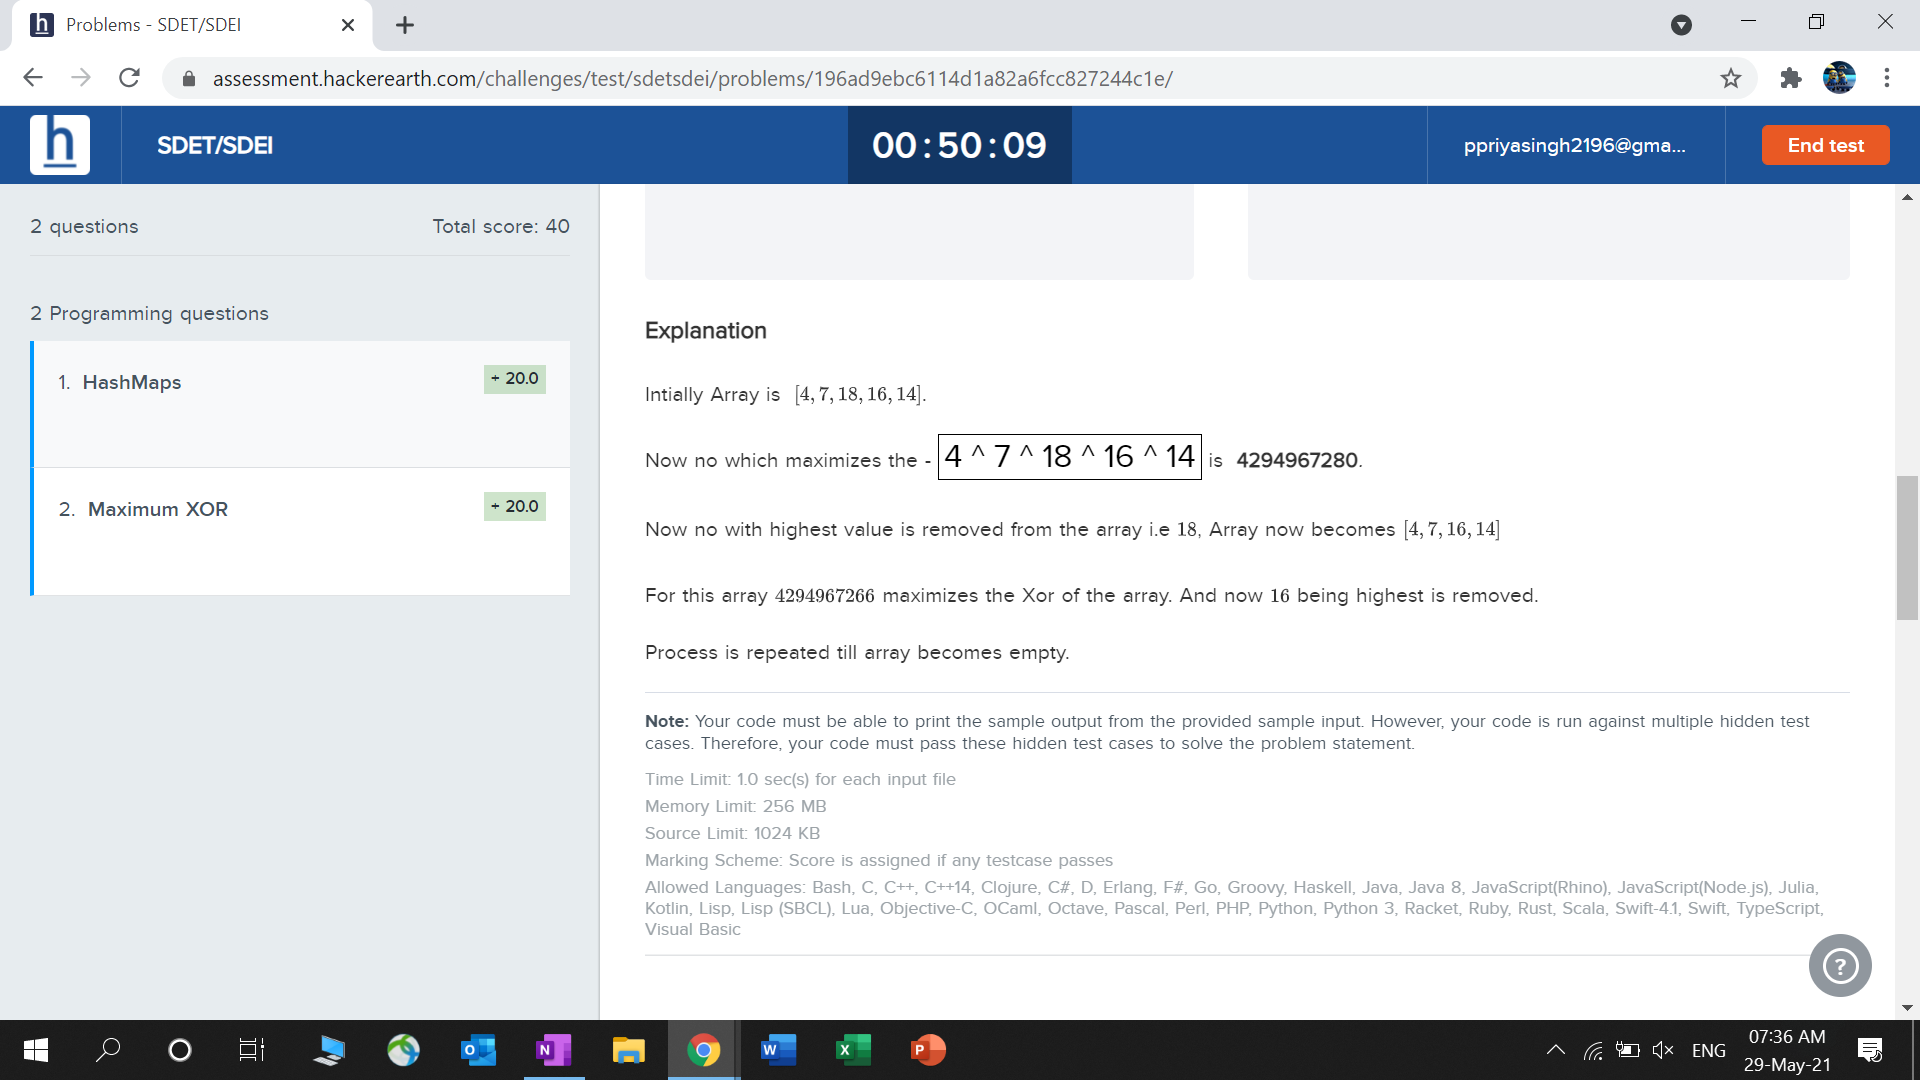 Problems - SDET/SDEI
assessment.hackerearth.com/challenges/test/sdetsdei/problems/196ad9ebc6114d1a82a6fcc827244c1e/
h
SDET/SDEI
00:50:09
ppriyasingh2196@gma...
End test
2 questions
Total score: 40
2 Programming questions
1. HashMaps
+ 20.0
2. Maximum XOR
+ 20.0
Explanation
Intially Array is [4, 7, 18, 16, 14].
Now no which maximizes the - 4 ^ 7 ^ 18 ^ 16 ^ 14 is 4294967280.
Now no with highest value is removed from the array i.e 18, Array now becomes [4, 7, 16, 14]
For this array 4294967266 maximizes the Xor of the array. And now 16 being highest is removed.
Process is repeated till array becomes empty.
Note: Your code must be able to print the sample output from the provided sample input. However, your code is run against multiple hidden test
cases. Therefore, your code must pass these hidden test cases to solve the problem statement.
Time Limit: 1.0 sec(s) for each input file
Memory Limit: 256 MB
Source Limit: 1024 KB
Marking Scheme: Score is assigned if any testcase passes
Allowed Languages: Bash, C, C++, C++14, Clojure, C#, D, Erlang, F#, Go, Groovy, Haskell, Java, Java 8, JavaScript(Rhino), JavaScript(Node.js), Julia,
Kotlin, Lisp, Lisp (SBCL), Lua, Objective-C, OCaml, Octave, Pascal, Perl, PHP, Python, Python 3, Racket, Ruby, Rust, Scala, Swift-4.1, Swift, TypeScript,
Visual Basic
?
ENG
07:36 AM
29-May-21